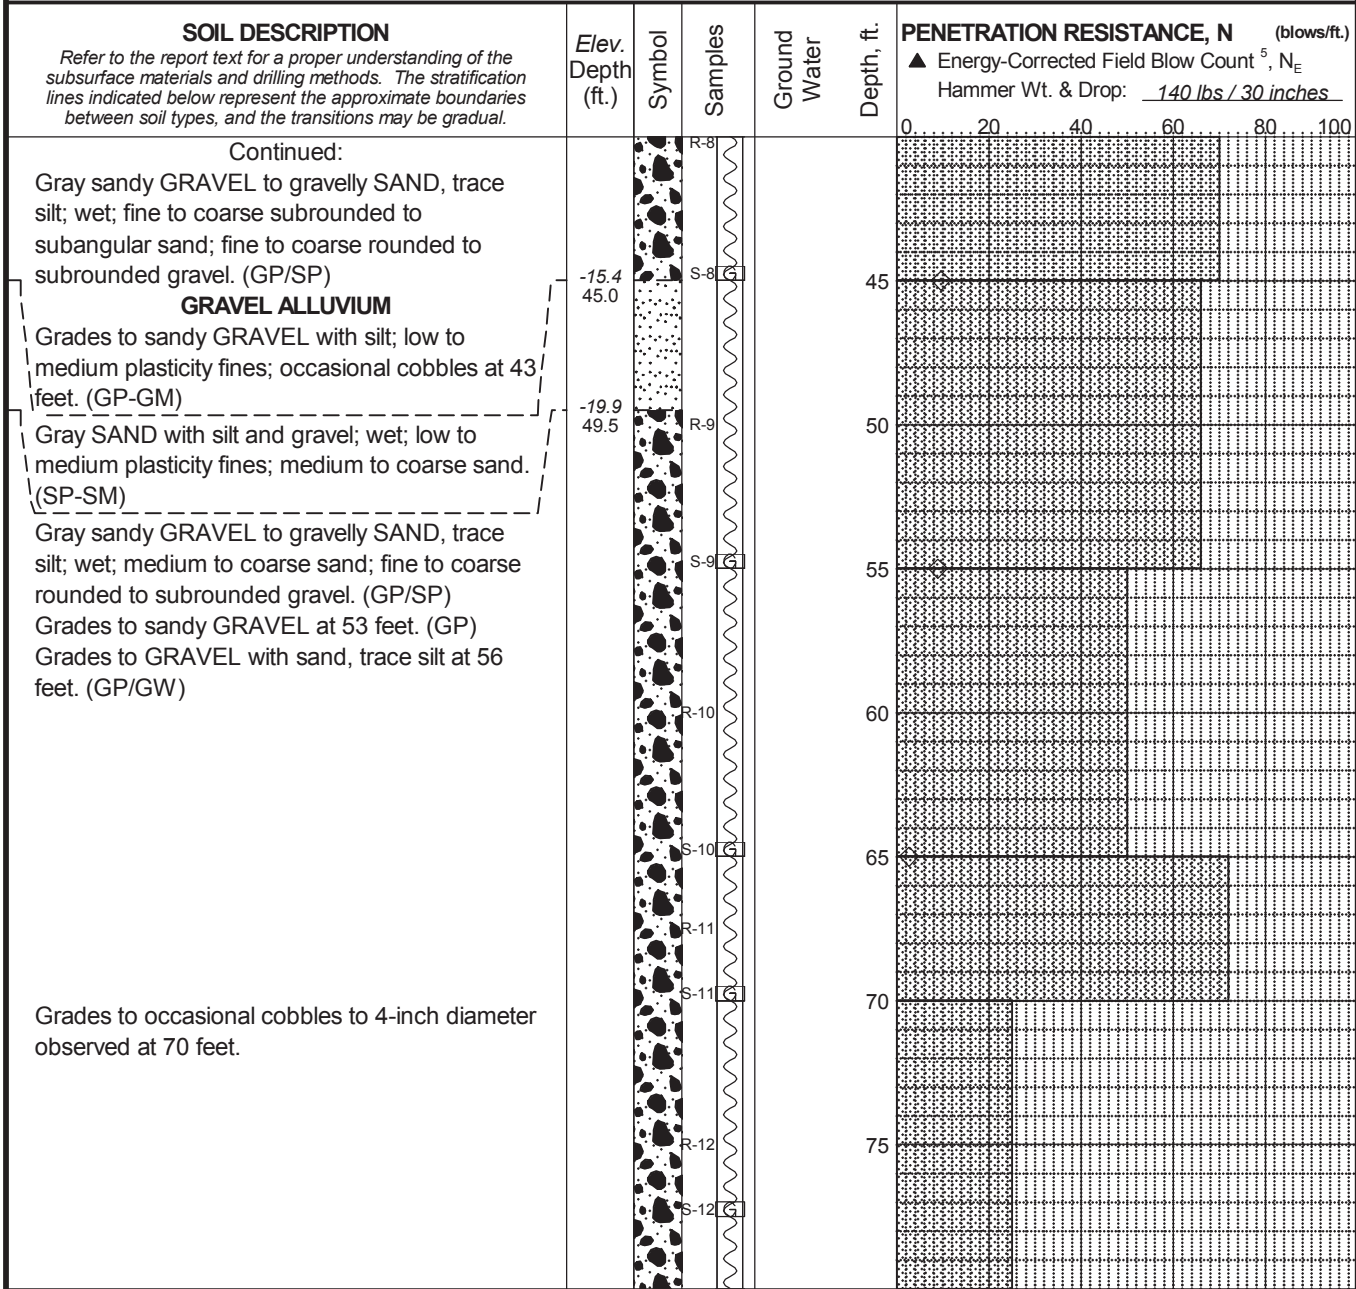 SOIL DESCRIPTION
Refer to the report text for a proper understanding of the
subsurface materials and drilling methods. The stratification
lines indicated below represent the approximate boundaries
between soil types, and the transitions may be gradual.
Elev.
Depth
(ft.)
Symbol
Samples
Ground
Water
Depth, ft.
PENETRATION RESISTANCE, N (blows/ft.)
▲ Energy-Corrected Field Blow Count 5, NE
Hammer Wt. & Drop: 140 lbs / 30 inches
0 20 40 60 80 100
Continued:
Gray sandy GRAVEL to gravelly SAND, trace
silt; wet; fine to coarse subrounded to
subangular sand; fine to coarse rounded to
subrounded gravel. (GP/SP)
GRAVEL ALLUVIUM
Grades to sandy GRAVEL with silt; low to
medium plasticity fines; occasional cobbles at 43
feet. (GP-GM)
Gray SAND with silt and gravel; wet; low to
medium plasticity fines; medium to coarse sand.
(SP-SM)
Gray sandy GRAVEL to gravelly SAND, trace
silt; wet; medium to coarse sand; fine to coarse
rounded to subrounded gravel. (GP/SP)
Grades to sandy GRAVEL at 53 feet. (GP)
Grades to GRAVEL with sand, trace silt at 56
feet. (GP/GW)
Grades to occasional cobbles to 4-inch diameter
observed at 70 feet.
-15.4
45.0
-19.9
49.5
R-8
S-8 G
R-9
S-9 G
R-10
S-10 G
R-11
S-11 G
R-12
S-12 G
45
50
55
60
65
70
75